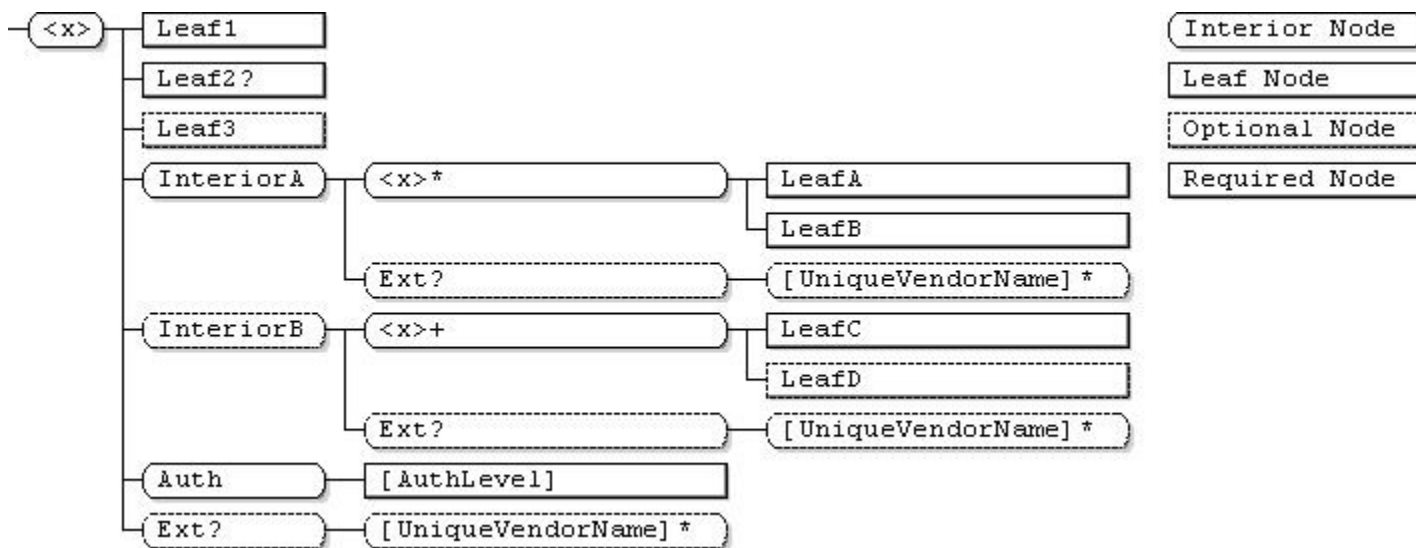 <x> Leaf1 Interior Node
Leaf2? Leaf Node
Leaf3 Optional Node
InteriorA <x>* LeafA Required Node
LeafB
Ext? [UniqueVendorName]*
InteriorB <x>+ LeafC
LeafD
Ext? [UniqueVendorName]*
Auth [AuthLevel]
Ext? [UniqueVendorName]*